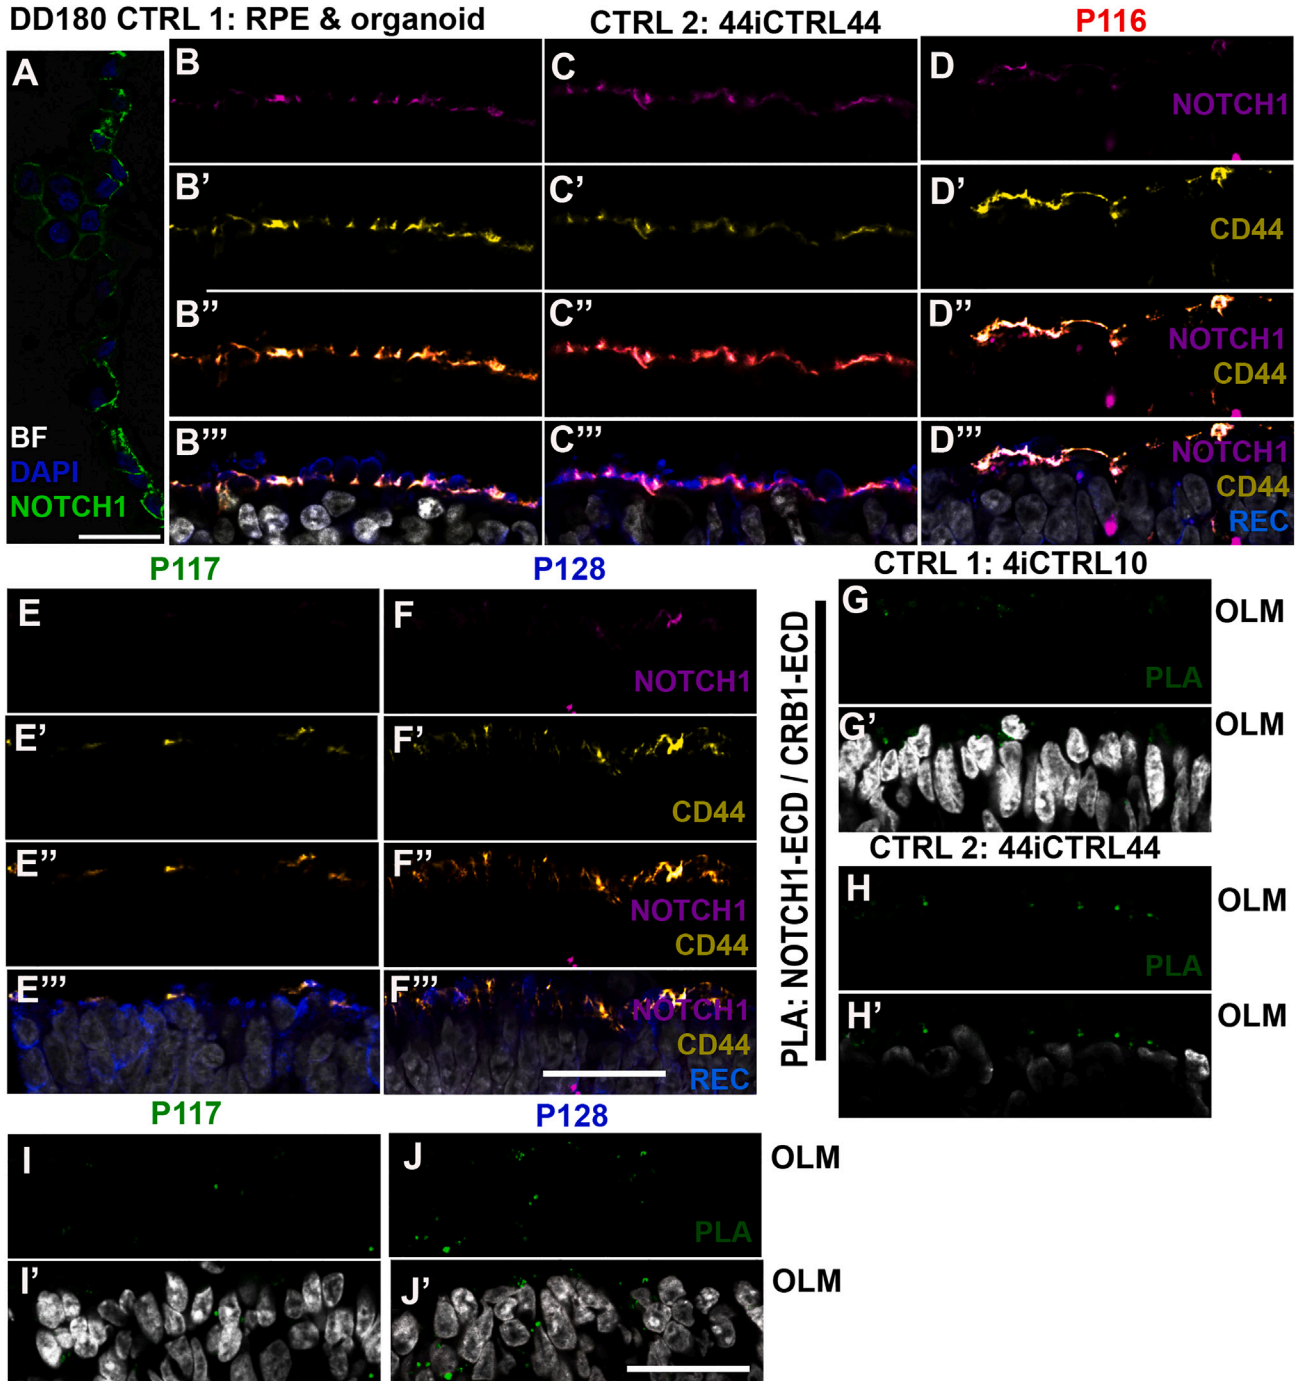 DD180 CTRL 1: RPE & organoid
CTRL 2: 44iCTRL44
P116
A
BF
DAPI
NOTCH1
B
B’
B’’
B’’’
C
C’
C’’
C’’’
D
NOTCH1
D’
CD44
D’’
NOTCH1
CD44
D’’’
NOTCH1
CD44
REC
P117
P128
E
E’
E’’
E’’’
F
NOTCH1
F’
CD44
F’’
NOTCH1
CD44
F’’’
NOTCH1
CD44
REC
PLA: NOTCH1-ECD / CRB1-ECD
CTRL 1: 4iCTRL10
G
OLM
PLA
G’
OLM
CTRL 2: 44iCTRL44
H
OLM
PLA
H’
OLM
P117
P128
I
I’
J
OLM
PLA
J’
OLM